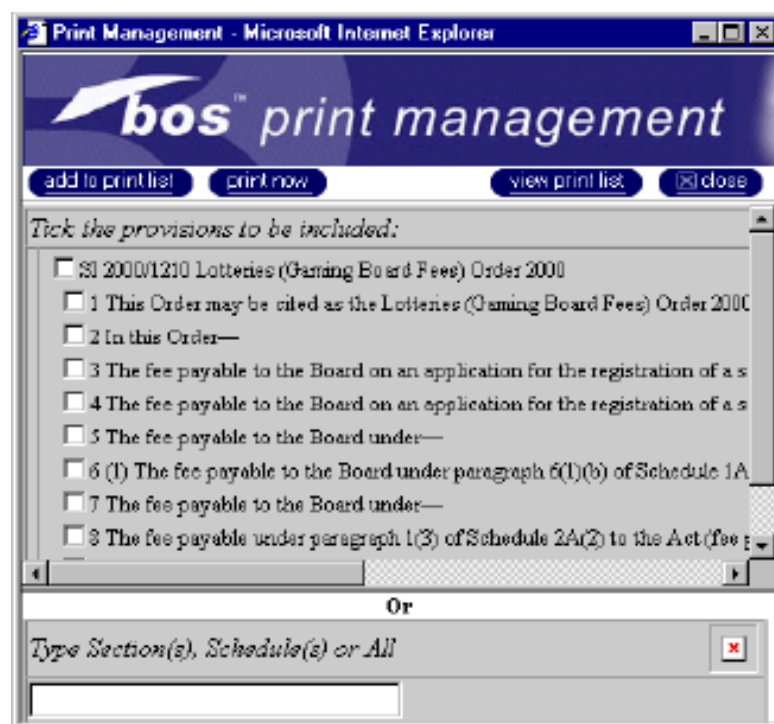 Print Management - Microsoft Internet Explorer
bos™ print management
add to print list print now view print list close
Tick the provisions to be included:
SI 2000/1210 Lotteries (Gaming Board Fees) Order 2000
1 This Order may be cited as the Lotteries (Gaming Board Fees) Order 2000
2 In this Order—
3 The fee payable to the Board on an application for the registration of a s
4 The fee payable to the Board on an application for the registration of a s
5 The fee payable to the Board under—
6 (1) The fee payable to the Board under paragraph 6(1)(b) of Schedule 1A
7 The fee payable to the Board under—
8 The fee payable under paragraph 1(3) of Schedule 2A(2) to the Act (fee p
Or
Type Section(s), Schedule(s) or All